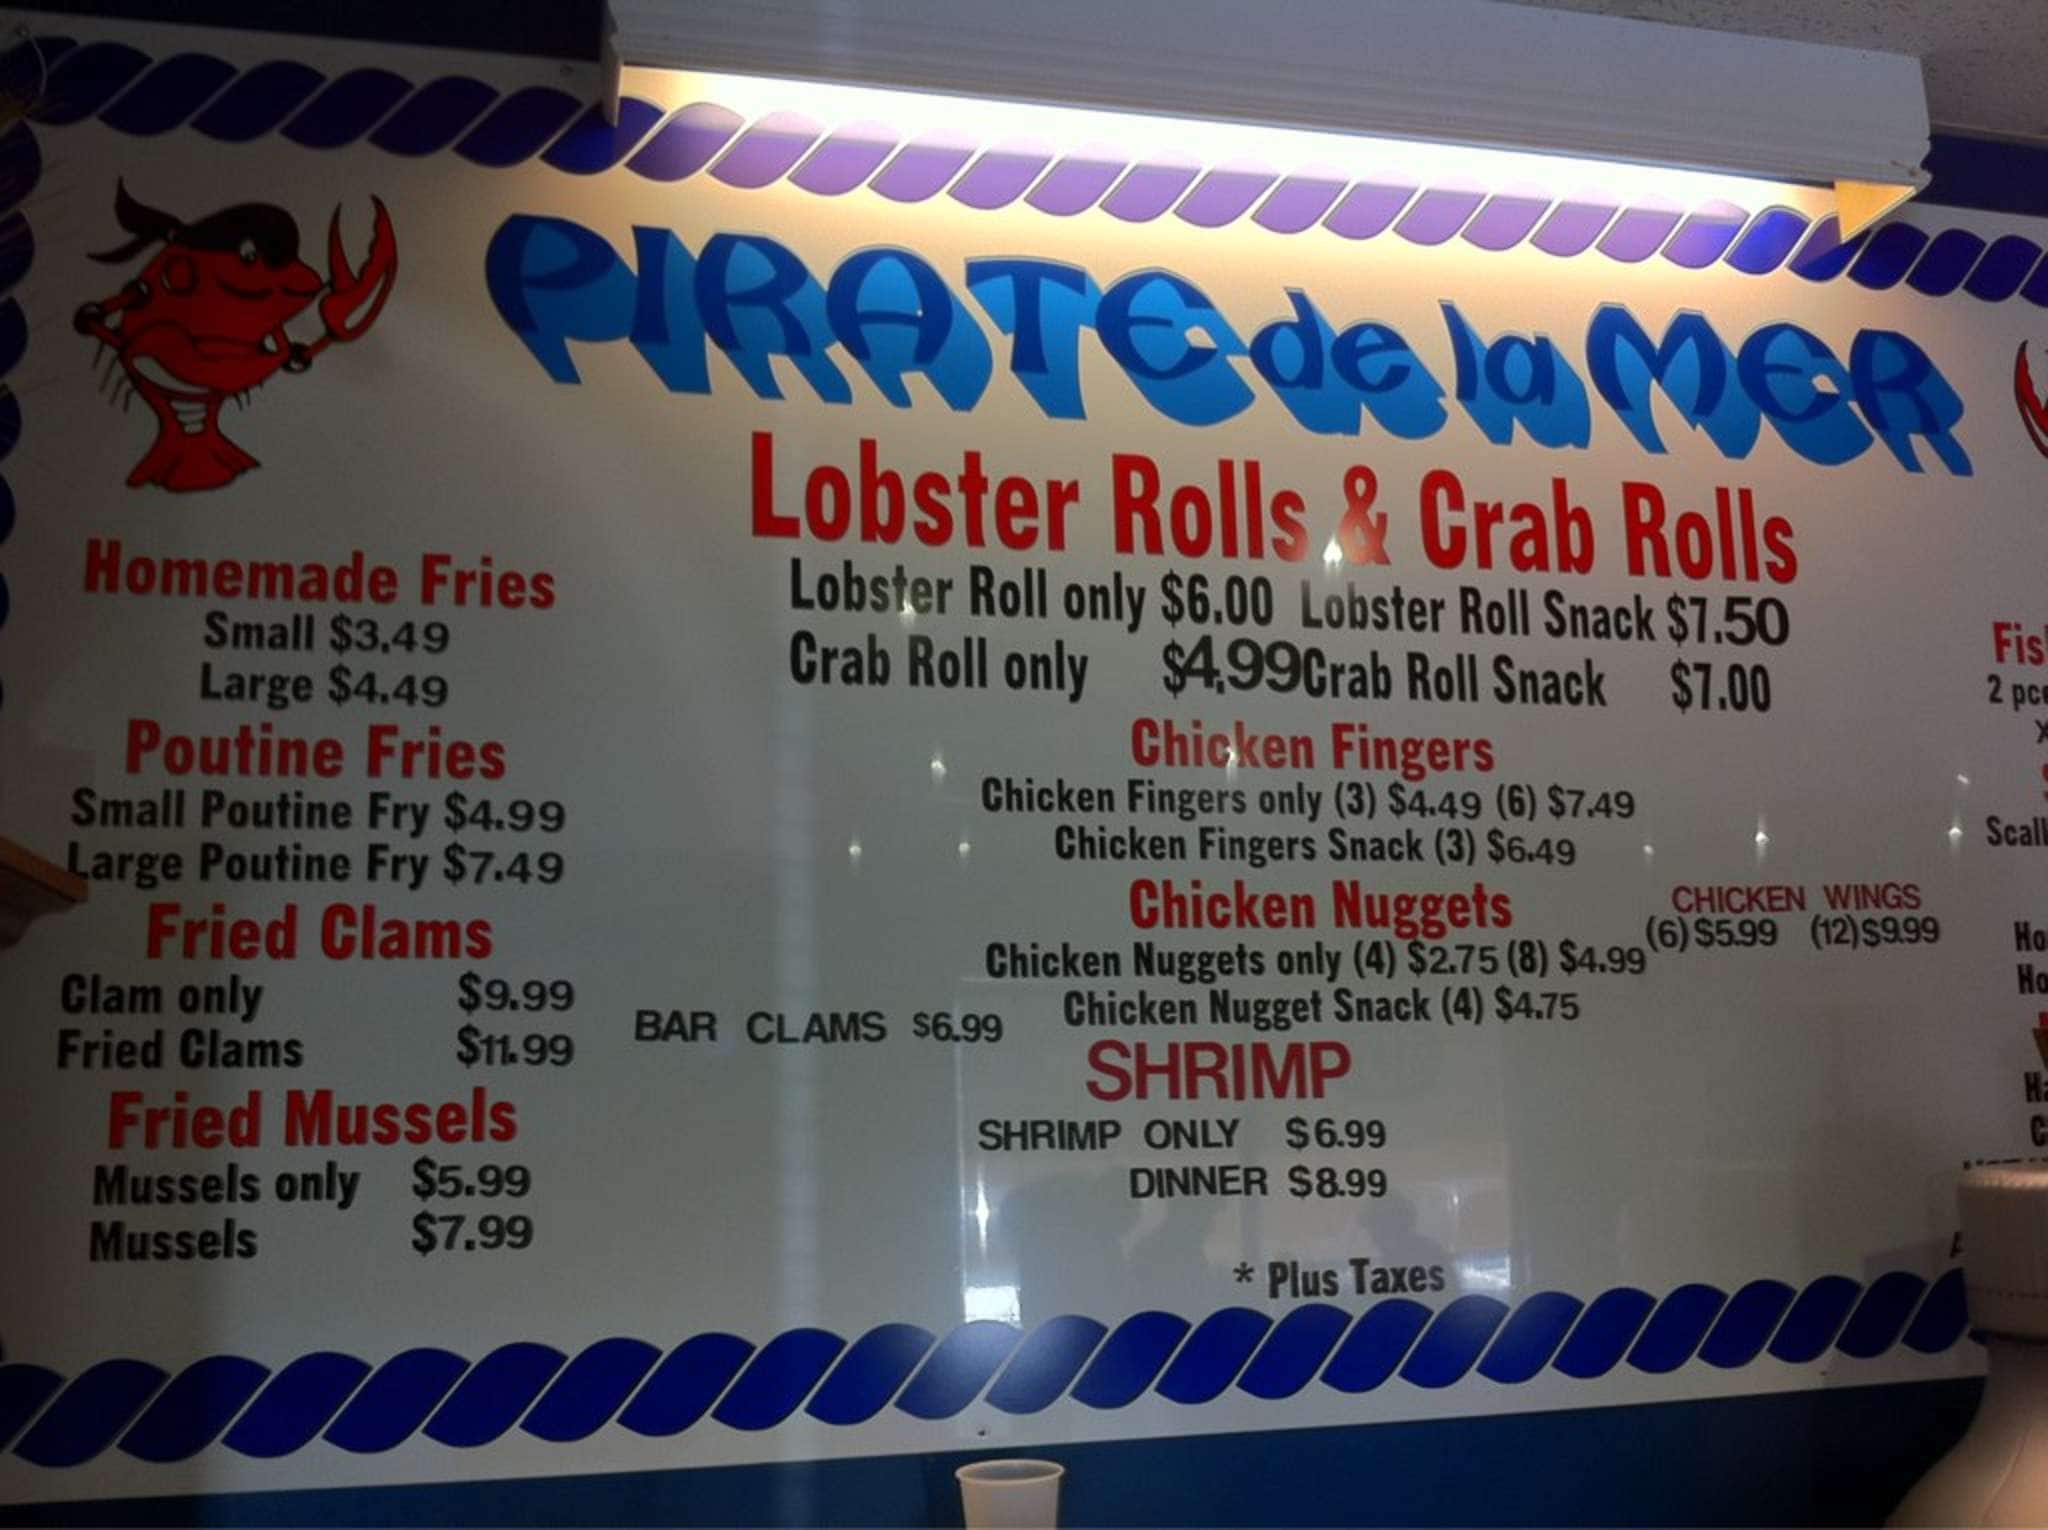 PIRATE de la MER
Lobster Rolls & Crab Rolls
Lobster Roll only $6.00 Lobster Roll Snack $7.50
Crab Roll only $4.99 Crab Roll Snack $7.00
Homemade Fries
Small $3.49
Large $4.49
Poutine Fries
Small Poutine Fry $4.99
Large Poutine Fry $7.49
Fried Clams
Clam only $9.99
Fried Clams $11.99
BAR CLAMS $6.99
Fried Mussels
Mussels only $5.99
Mussels $7.99
Chicken Fingers
Chicken Fingers only (3) $4.49 (6) $7.49
Chicken Fingers Snack (3) $6.49
Chicken Nuggets
Chicken Nuggets only (4) $2.75 (8) $4.99
Chicken Nugget Snack (4) $4.75
CHICKEN WINGS
(6) $5.99 (12) $9.99
SHRIMP
SHRIMP ONLY $6.99
DINNER $8.99
* Plus Taxes
2